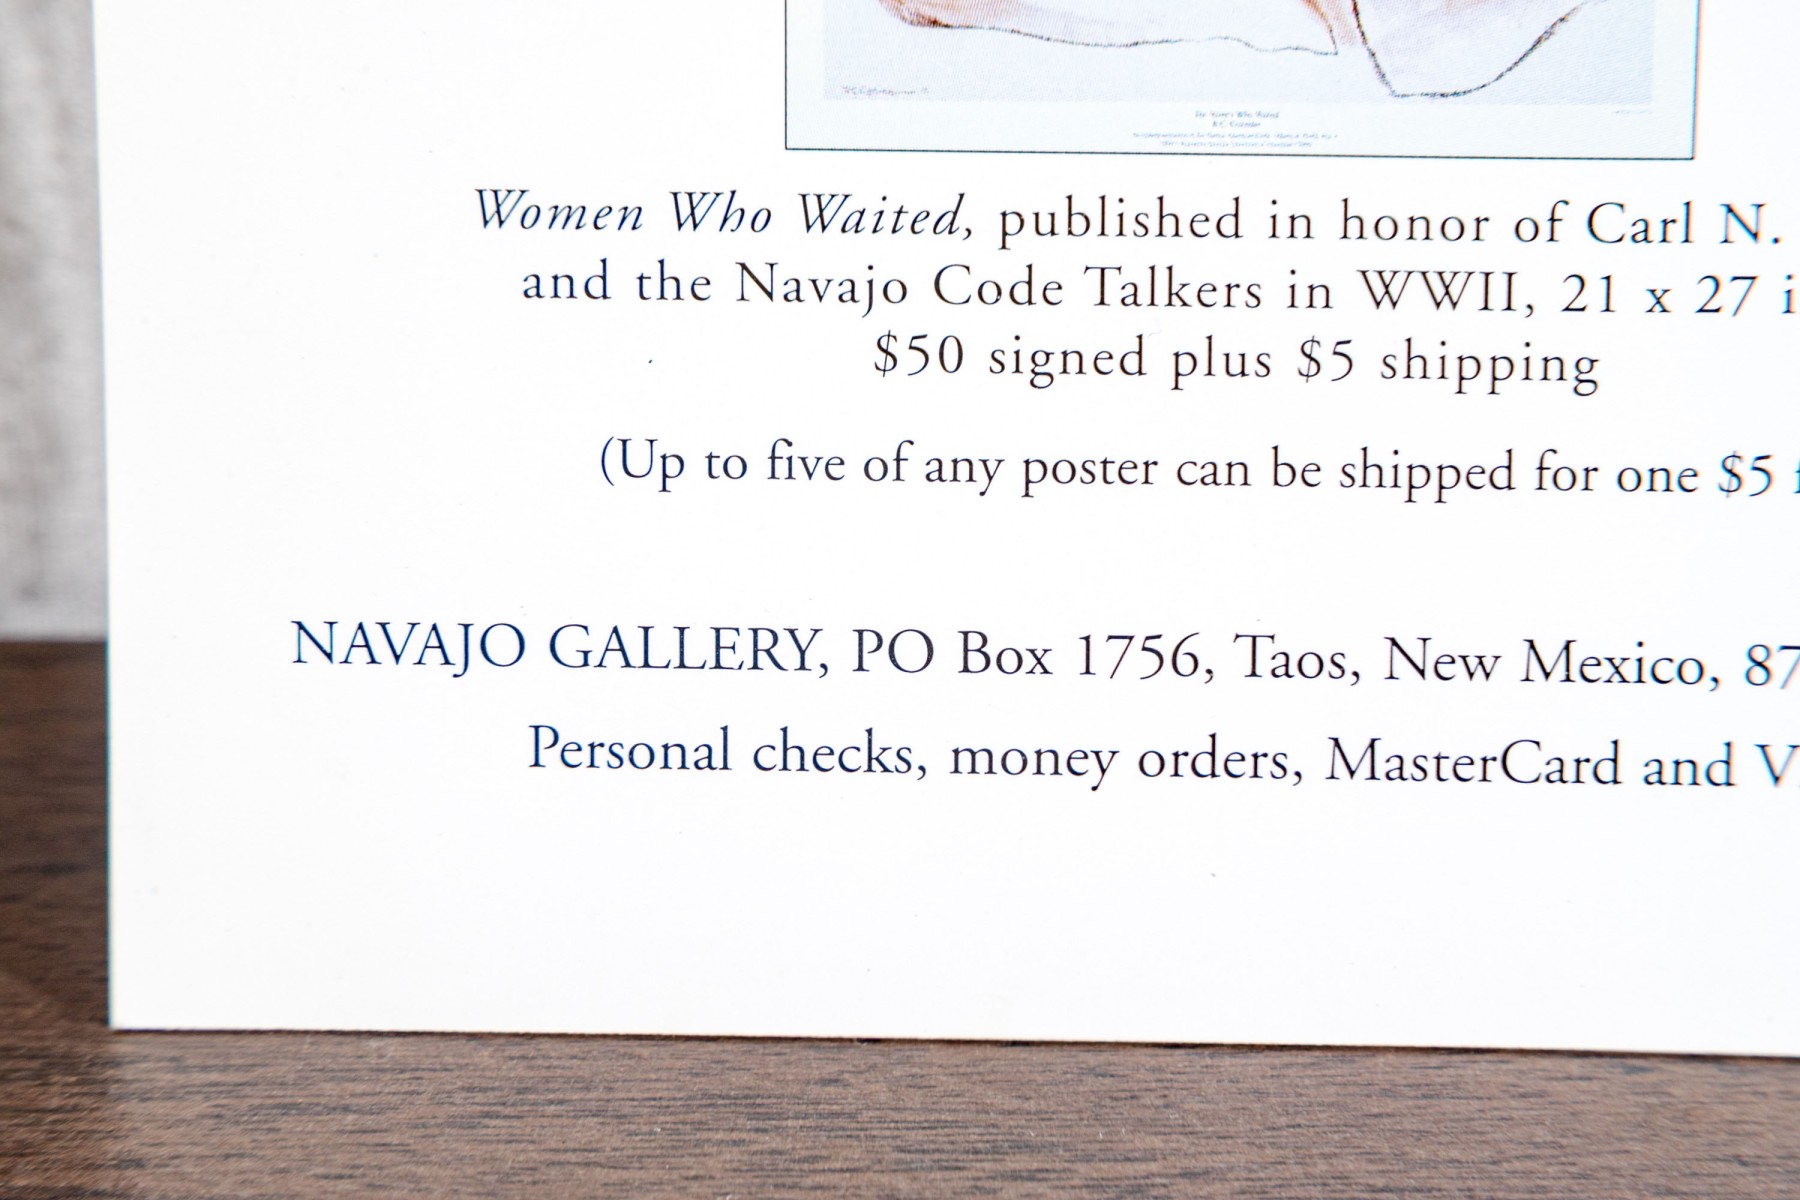 Women Who Waited, published in honor of Carl N.
and the Navajo Code Talkers in WWII, 21 x 27
$50 signed plus $5 shipping
(Up to five of any poster can be shipped for one $5
NAVAJO GALLERY, PO Box 1756, Taos, New Mexico, 87
Personal checks, money orders, MasterCard and V